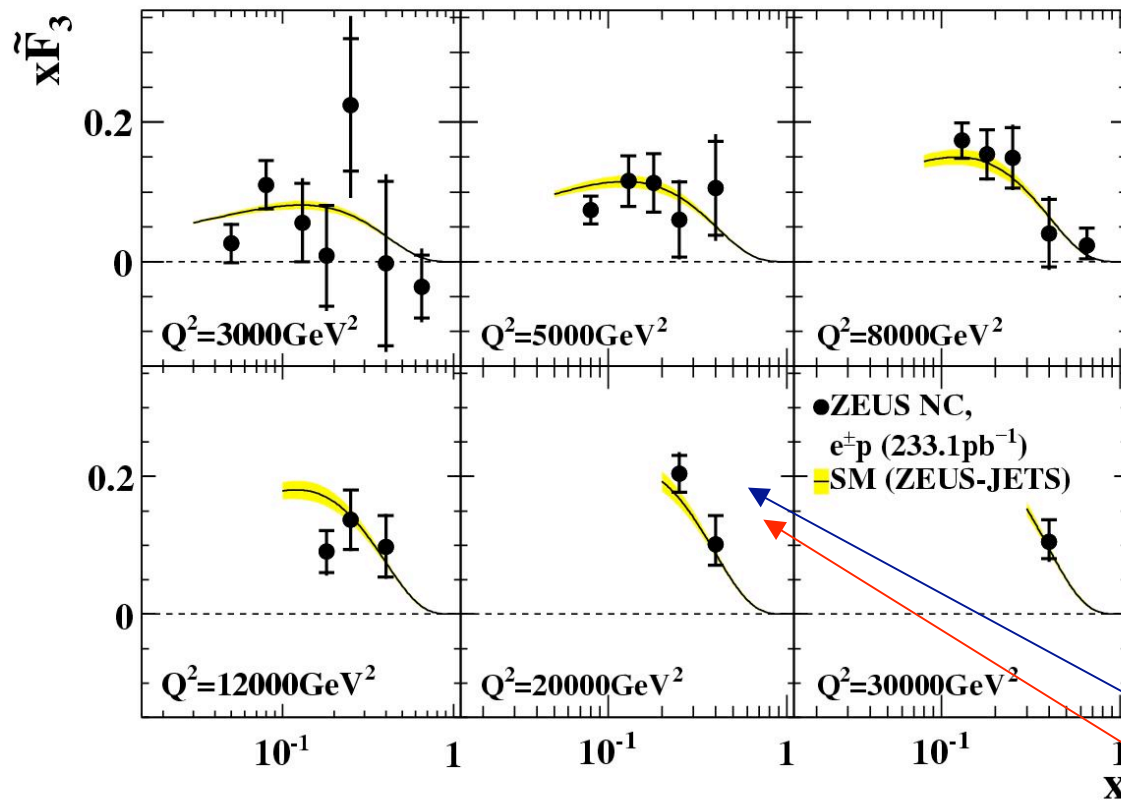 xF̃₃
0.2
0
Q²=3000GeV²
Q²=5000GeV²
Q²=8000GeV²
●ZEUS NC,
e±p (233.1pb⁻¹)
SM (ZEUS-JETS)
0.2
0
Q²=12000GeV²
Q²=20000GeV²
Q²=30000GeV²
10⁻¹ 1 10⁻¹ 1 10⁻¹ 1
x